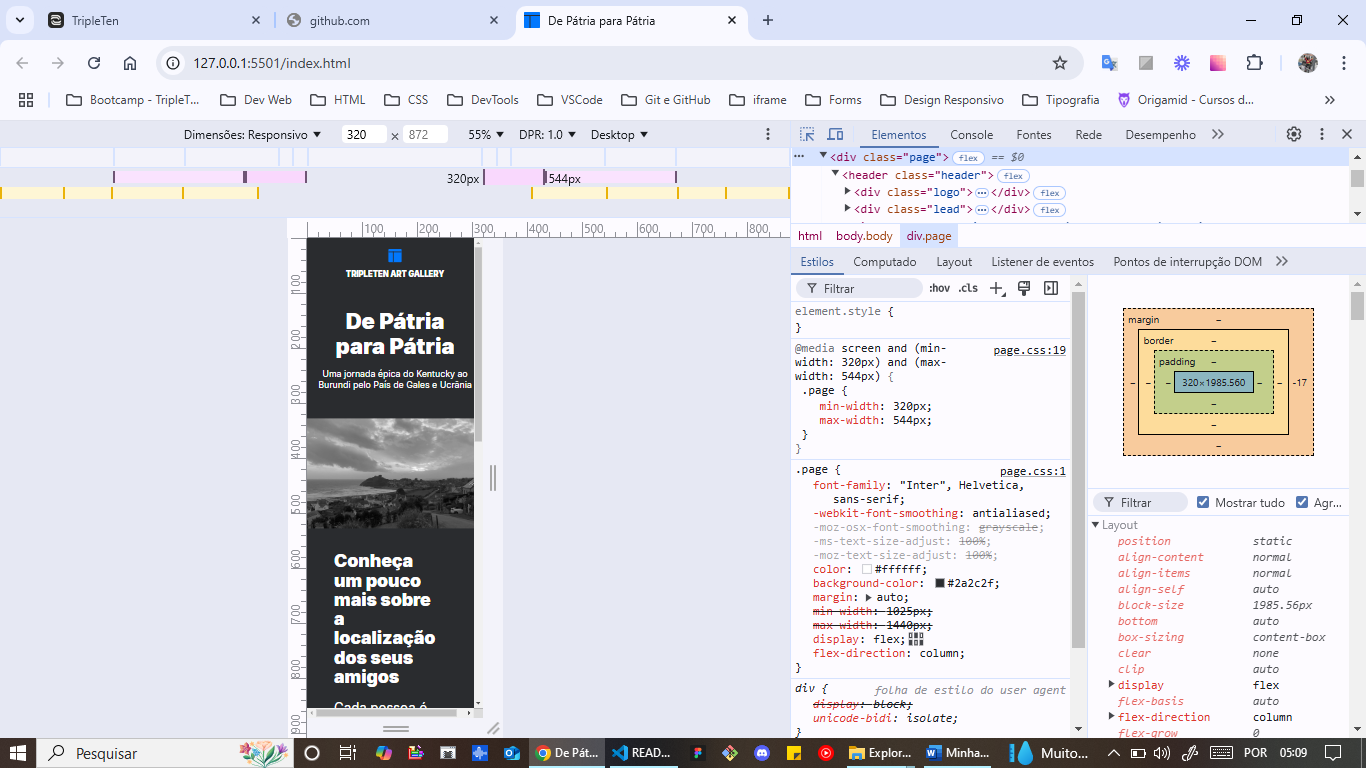 TripleTen
github.com
De Pátria para Pátria
127.0.0.1:5501/index.html
Bootcamp - TripleT...
Dev Web
HTML
CSS
DevTools
VSCode
Git e GitHub
iframe
Forms
Design Responsivo
Tipografia
Origamid - Cursos d...
Dimensões: Responsivo
320
×
872
55%
DPR: 1.0
Desktop
320px
544px
100
200
300
400
500
600
700
800
100
200
300
400
500
600
700
800
900
TRIPLETEN ART GALLERY
De Pátria
para Pátria
Uma jornada épica do Kentucky ao
Burundi pelo País de Gales e Ucrânia
Conheça
um pouco
mais sobre
a
localização
dos seus
amigos
Cada pessoa é
Elementos
Console
Fontes
Rede
Desempenho
<div class="page"> flex == $0
<header class="header"> flex
<div class="logo"> ... </div> flex
<div class="lead"> ... </div> flex
html body.body div.page
Estilos
Computado
Layout
Listener de eventos
Pontos de interrupção DOM
Filtrar
:hov
.cls
element.style {
}
@media screen and (min-
page.css:19
width: 320px) and (max-
width: 544px) {
.page {
min-width: 320px;
max-width: 544px;
}
}
.page {
page.css:1
font-family: "Inter", Helvetica,
sans-serif;
-webkit-font-smoothing: antialiased;
-moz-osx-font-smoothing: grayscale;
-ms-text-size-adjust: 100%;
-moz-text-size-adjust: 100%;
color: #ffffff;
background-color: #2a2c2f;
margin: auto;
min-width: 1025px;
max-width: 1440px;
display: flex;
flex-direction: column;
}
div {
folha de estilo do user agent
display: block;
unicode-bidi: isolate;
}
margin
–
border
–
padding
–
– – – 320×1985.560 – – -17
–
–
–
Filtrar
Mostrar tudo
Agr...
Layout
position static
align-content normal
align-items normal
align-self auto
block-size 1985.56px
bottom auto
box-sizing content-box
clear none
clip auto
display flex
flex-basis auto
flex-direction column
flex-grow 0
Pesquisar
De Pát...
READ...
Explor...
Minha...
Muito...
POR
05:09